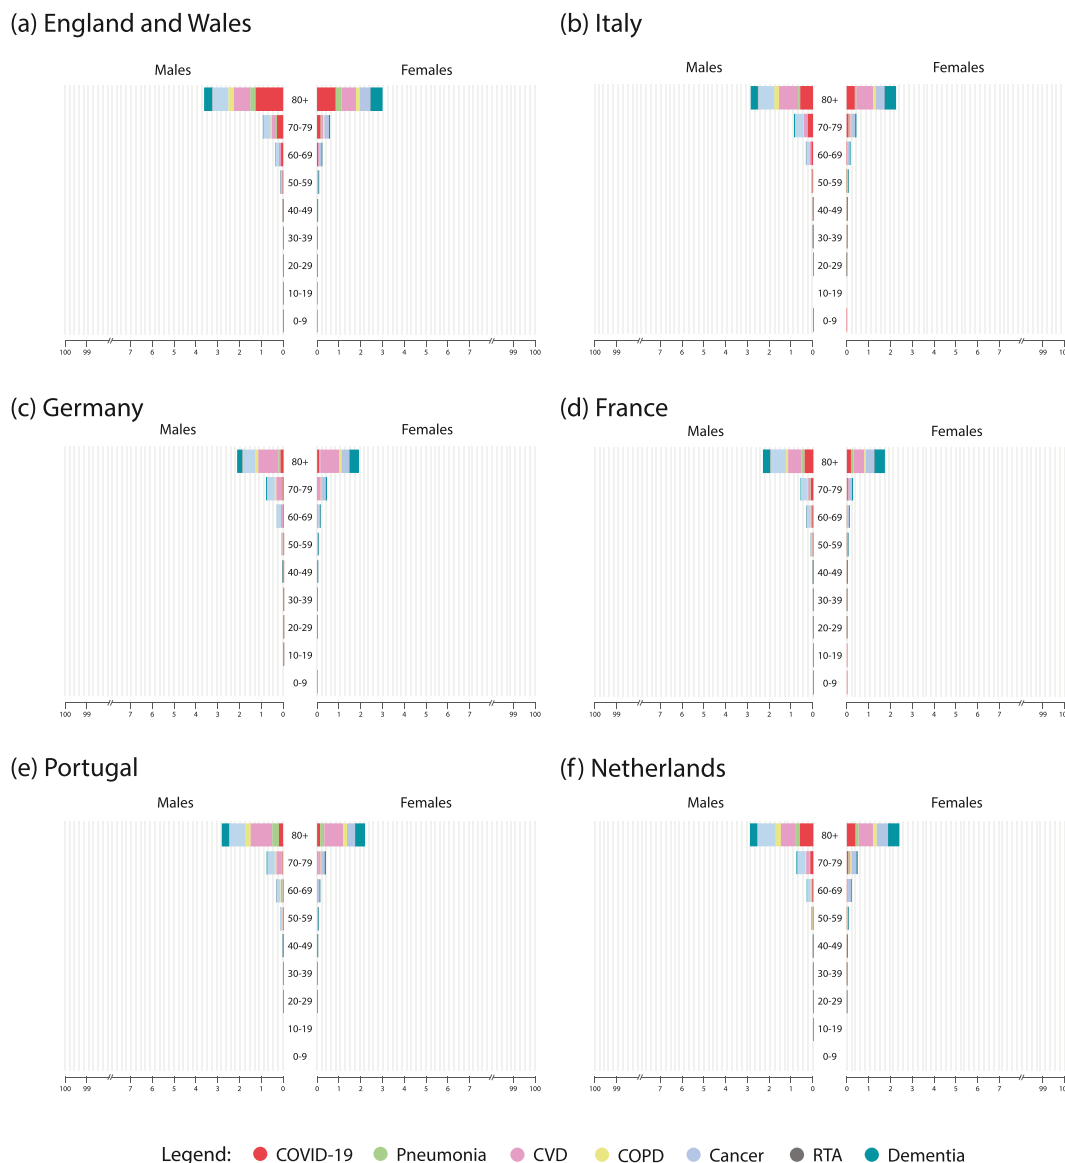 (a) England and Wales
(b) Italy
Males
Females
Males
Females
80+
70-79
60-69
50-59
40-49
30-39
20-29
10-19
0-9
80+
70-79
60-69
50-59
40-49
30-39
20-29
10-19
0-9
100 99 7 6 5 4 3 2 1 0 0 1 2 3 4 5 6 7 99 100
100 99 7 6 5 4 3 2 1 0 0 1 2 3 4 5 6 7 99 10
(c) Germany
(d) France
Males
Females
Males
Females
80+
70-79
60-69
50-59
40-49
30-39
20-29
10-19
0-9
80+
70-79
60-69
50-59
40-49
30-39
20-29
10-19
0-9
100 99 7 6 5 4 3 2 1 0 0 1 2 3 4 5 6 7 99 100
100 99 7 6 5 4 3 2 1 0 0 1 2 3 4 5 6 7 99 10
(e) Portugal
(f) Netherlands
Males
Females
Males
Females
80+
70-79
60-69
50-59
40-49
30-39
20-29
10-19
0-9
80+
70-79
60-69
50-59
40-49
30-39
20-29
10-19
0-9
100 99 7 6 5 4 3 2 1 0 0 1 2 3 4 5 6 7 99 100
100 99 7 6 5 4 3 2 1 0 0 1 2 3 4 5 6 7 99 10
Legend: COVID-19 Pneumonia CVD COPD Cancer RTA Dementia